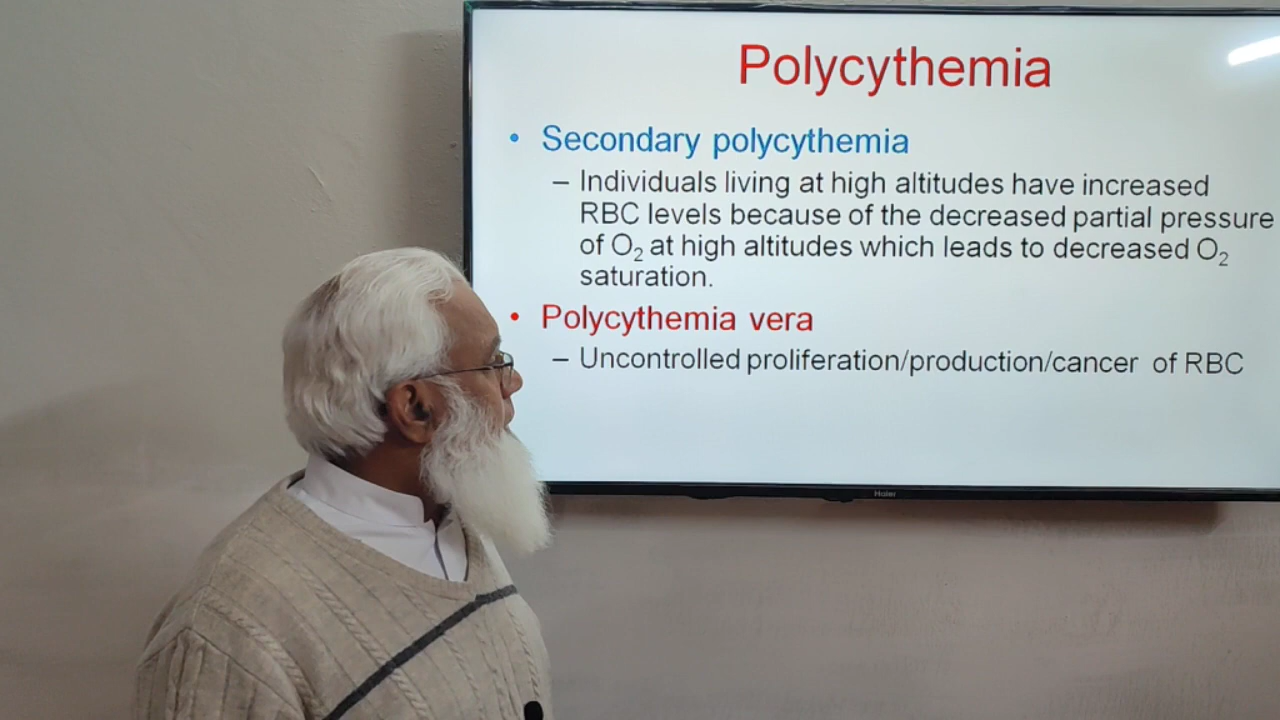 Polycythemia
• Secondary polycythemia
– Individuals living at high altitudes have increased
RBC levels because of the decreased partial pressure
of O₂ at high altitudes which leads to decreased O₂
saturation.
• Polycythemia vera
– Uncontrolled proliferation/production/cancer of RBC
Haier